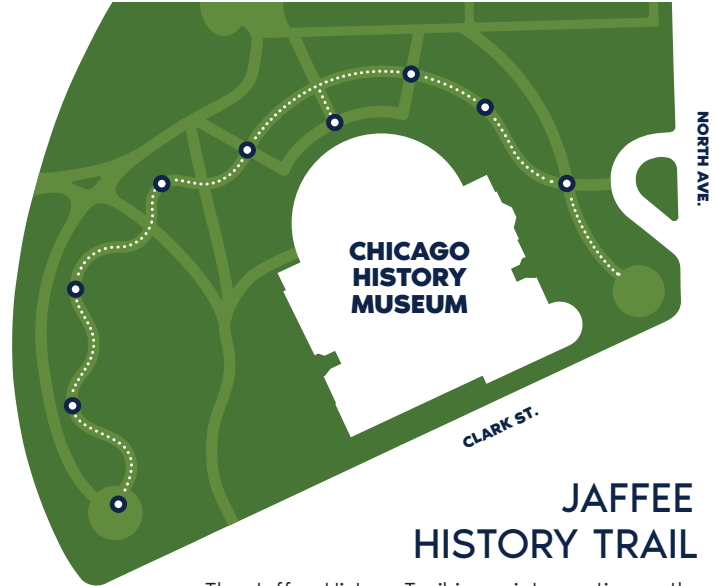 NORTH AVE.
CHICAGO
HISTORY
MUSEUM
CLARK ST.
JAFFEE
HISTORY TRAIL